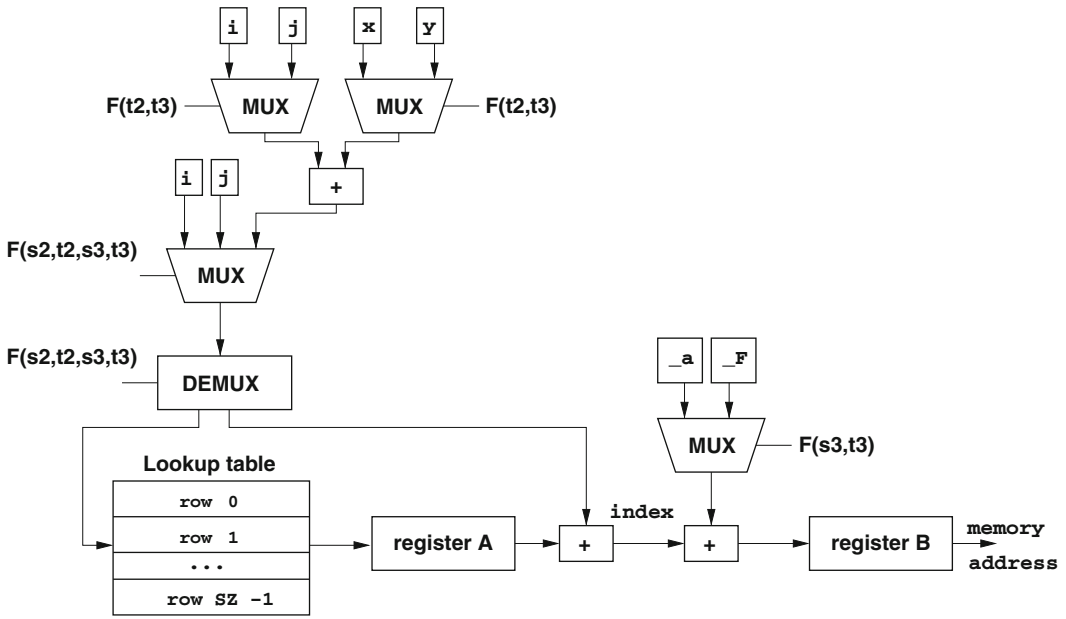 i j x y
F(t2,t3) MUX MUX F(t2,t3)
i j +
F(s2,t2,s3,t3)
MUX
F(s2,t2,s3,t3)
DEMUX
_a _F
MUX F(s3,t3)
Lookup table
row 0
index
row 1 register A + + register B memory
address
...
row SZ -1